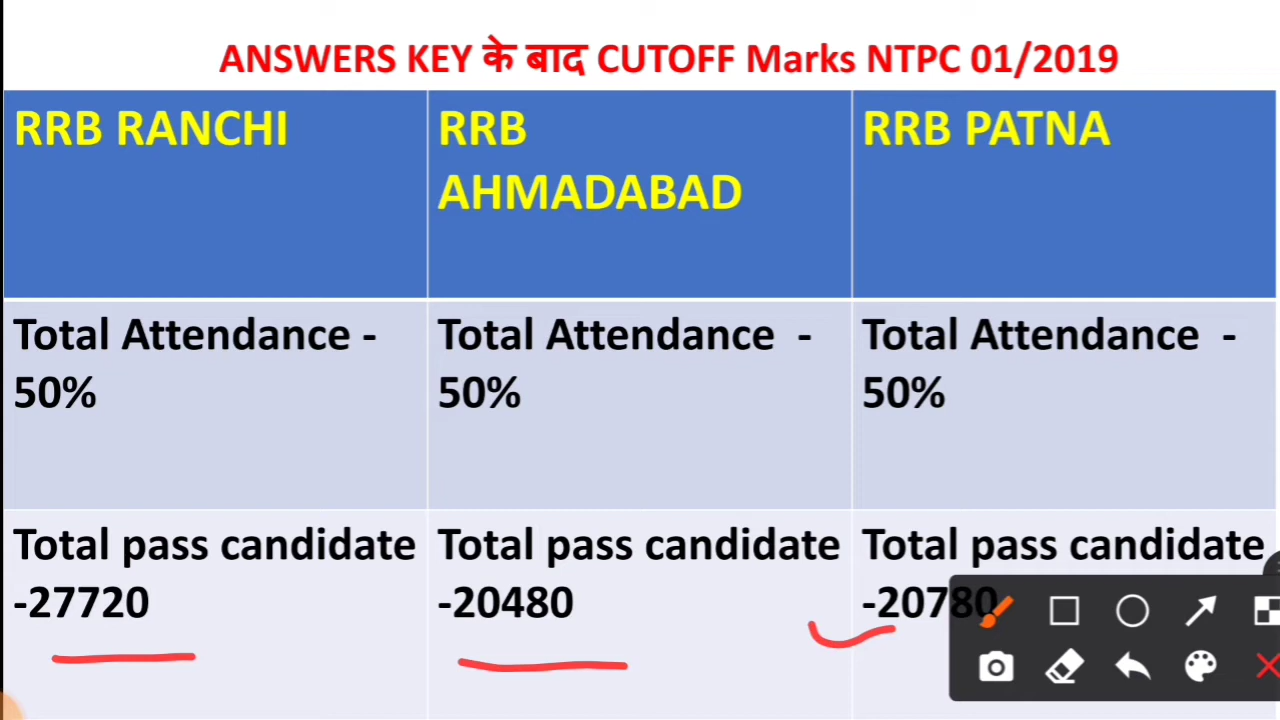 ANSWERS KEY के बाद CUTOFF Marks NTPC 01/2019
RRB RANCHI
RRB
AHMADABAD
RRB PATNA
Total Attendance -
50%
Total Attendance -
50%
Total Attendance -
50%
Total pass candidate
-27720
Total pass candidate
-20480
Total pass candidate
-20780